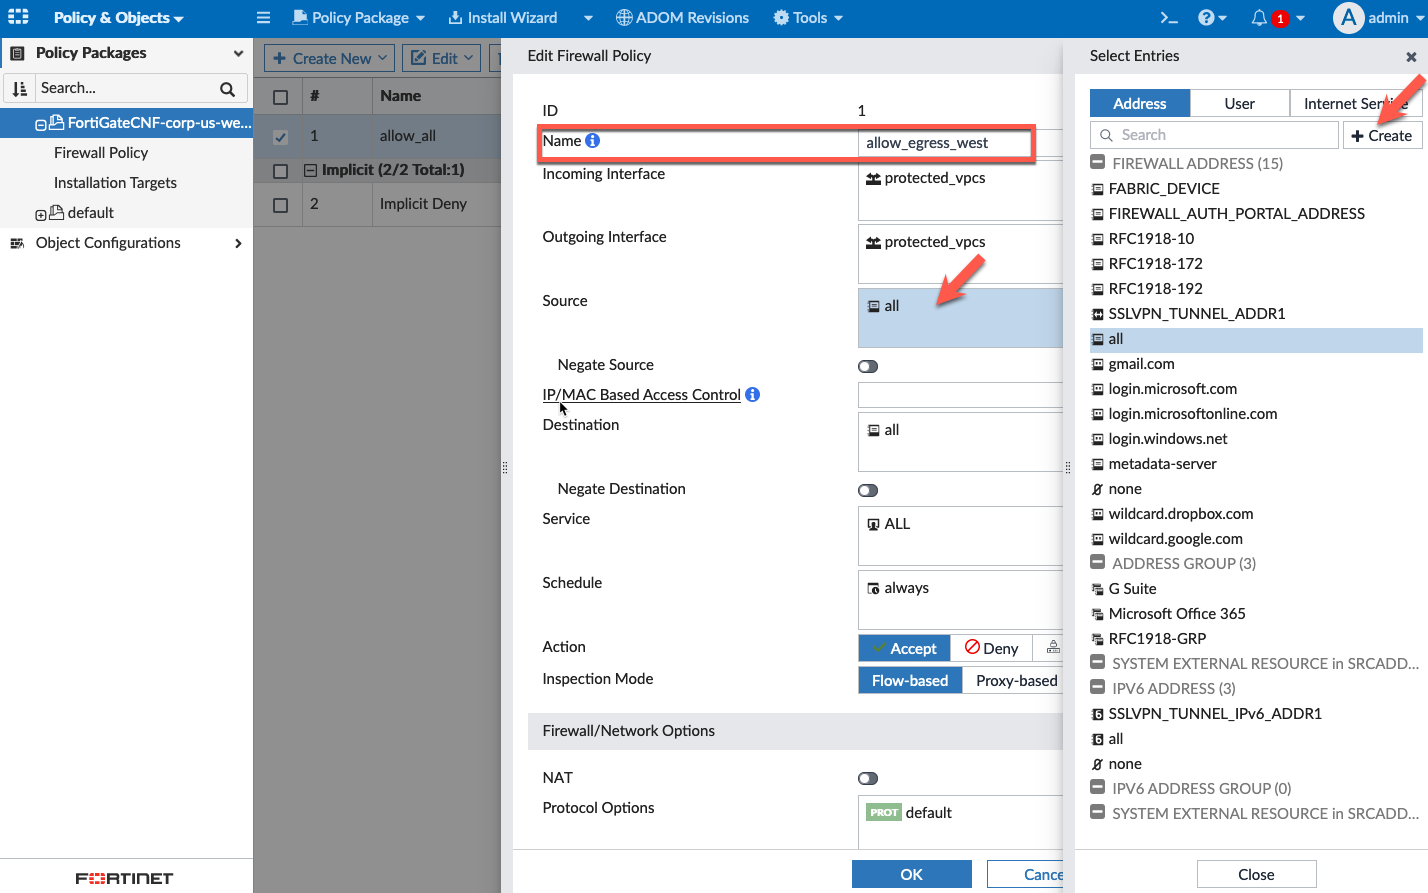 Policy & Objects
Policy Package
Install Wizard
ADOM Revisions
Tools
1
A
admin
Policy Packages
Search...
FortiGateCNF-corp-us-we...
Firewall Policy
Installation Targets
default
Object Configurations
FORTINET
Create New
Edit
#
Name
1
allow_all
Implicit (2/2 Total:1)
2
Implicit Deny
Edit Firewall Policy
ID
1
Name
allow_egress_west
Incoming Interface
protected_vpcs
Outgoing Interface
protected_vpcs
Source
all
Negate Source
IP/MAC Based Access Control
Destination
all
Negate Destination
Service
ALL
Schedule
always
Action
Accept
Deny
Inspection Mode
Flow-based
Proxy-based
Firewall/Network Options
NAT
Protocol Options
PROT default
OK
Cance
Select Entries
Address
User
Internet Service
Search
Create
FIREWALL ADDRESS (15)
FABRIC_DEVICE
FIREWALL_AUTH_PORTAL_ADDRESS
RFC1918-10
RFC1918-172
RFC1918-192
SSLVPN_TUNNEL_ADDR1
all
gmail.com
login.microsoft.com
login.microsoftonline.com
login.windows.net
metadata-server
none
wildcard.dropbox.com
wildcard.google.com
ADDRESS GROUP (3)
G Suite
Microsoft Office 365
RFC1918-GRP
SYSTEM EXTERNAL RESOURCE in SRCADD...
IPV6 ADDRESS (3)
SSLVPN_TUNNEL_IPv6_ADDR1
all
none
IPV6 ADDRESS GROUP (0)
SYSTEM EXTERNAL RESOURCE in SRCADD...
Close